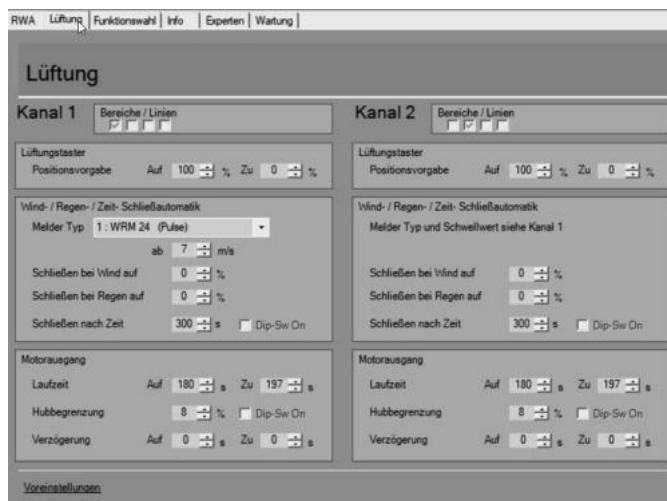 RWA Lüftung Funktionswahl Info Experten Wartung
Lüftung
Kanal 1 Bereiche / Linien
Lüftungstaster
Positionsvorgabe Auf 100 % Zu 0 %
Wind- / Regen- / Zeit- Schließautomatik
Melder Typ 1 : WRM 24 (Pulse)
ab 7 m/s
Schließen bei Wind auf 0 %
Schließen bei Regen auf 0 %
Schließen nach Zeit 300 s Dip-Sw On
Motorausgang
Laufzeit Auf 180 s Zu 197 s
Hubbegrenzung 8 % Dip-Sw On
Verzögerung Auf 0 s Zu 0 s
Kanal 2 Bereiche / Linien
Lüftungstaster
Positionsvorgabe Auf 100 % Zu 0 %
Wind- / Regen- / Zeit- Schließautomatik
Melder Typ und Schwellwert siehe Kanal 1
Schließen bei Wind auf 0 %
Schließen bei Regen auf 0 %
Schließen nach Zeit 300 s Dip-Sw On
Motorausgang
Laufzeit Auf 180 s Zu 197 s
Hubbegrenzung 8 % Dip-Sw On
Verzögerung Auf 0 s Zu 0 s
Voreinstellungen